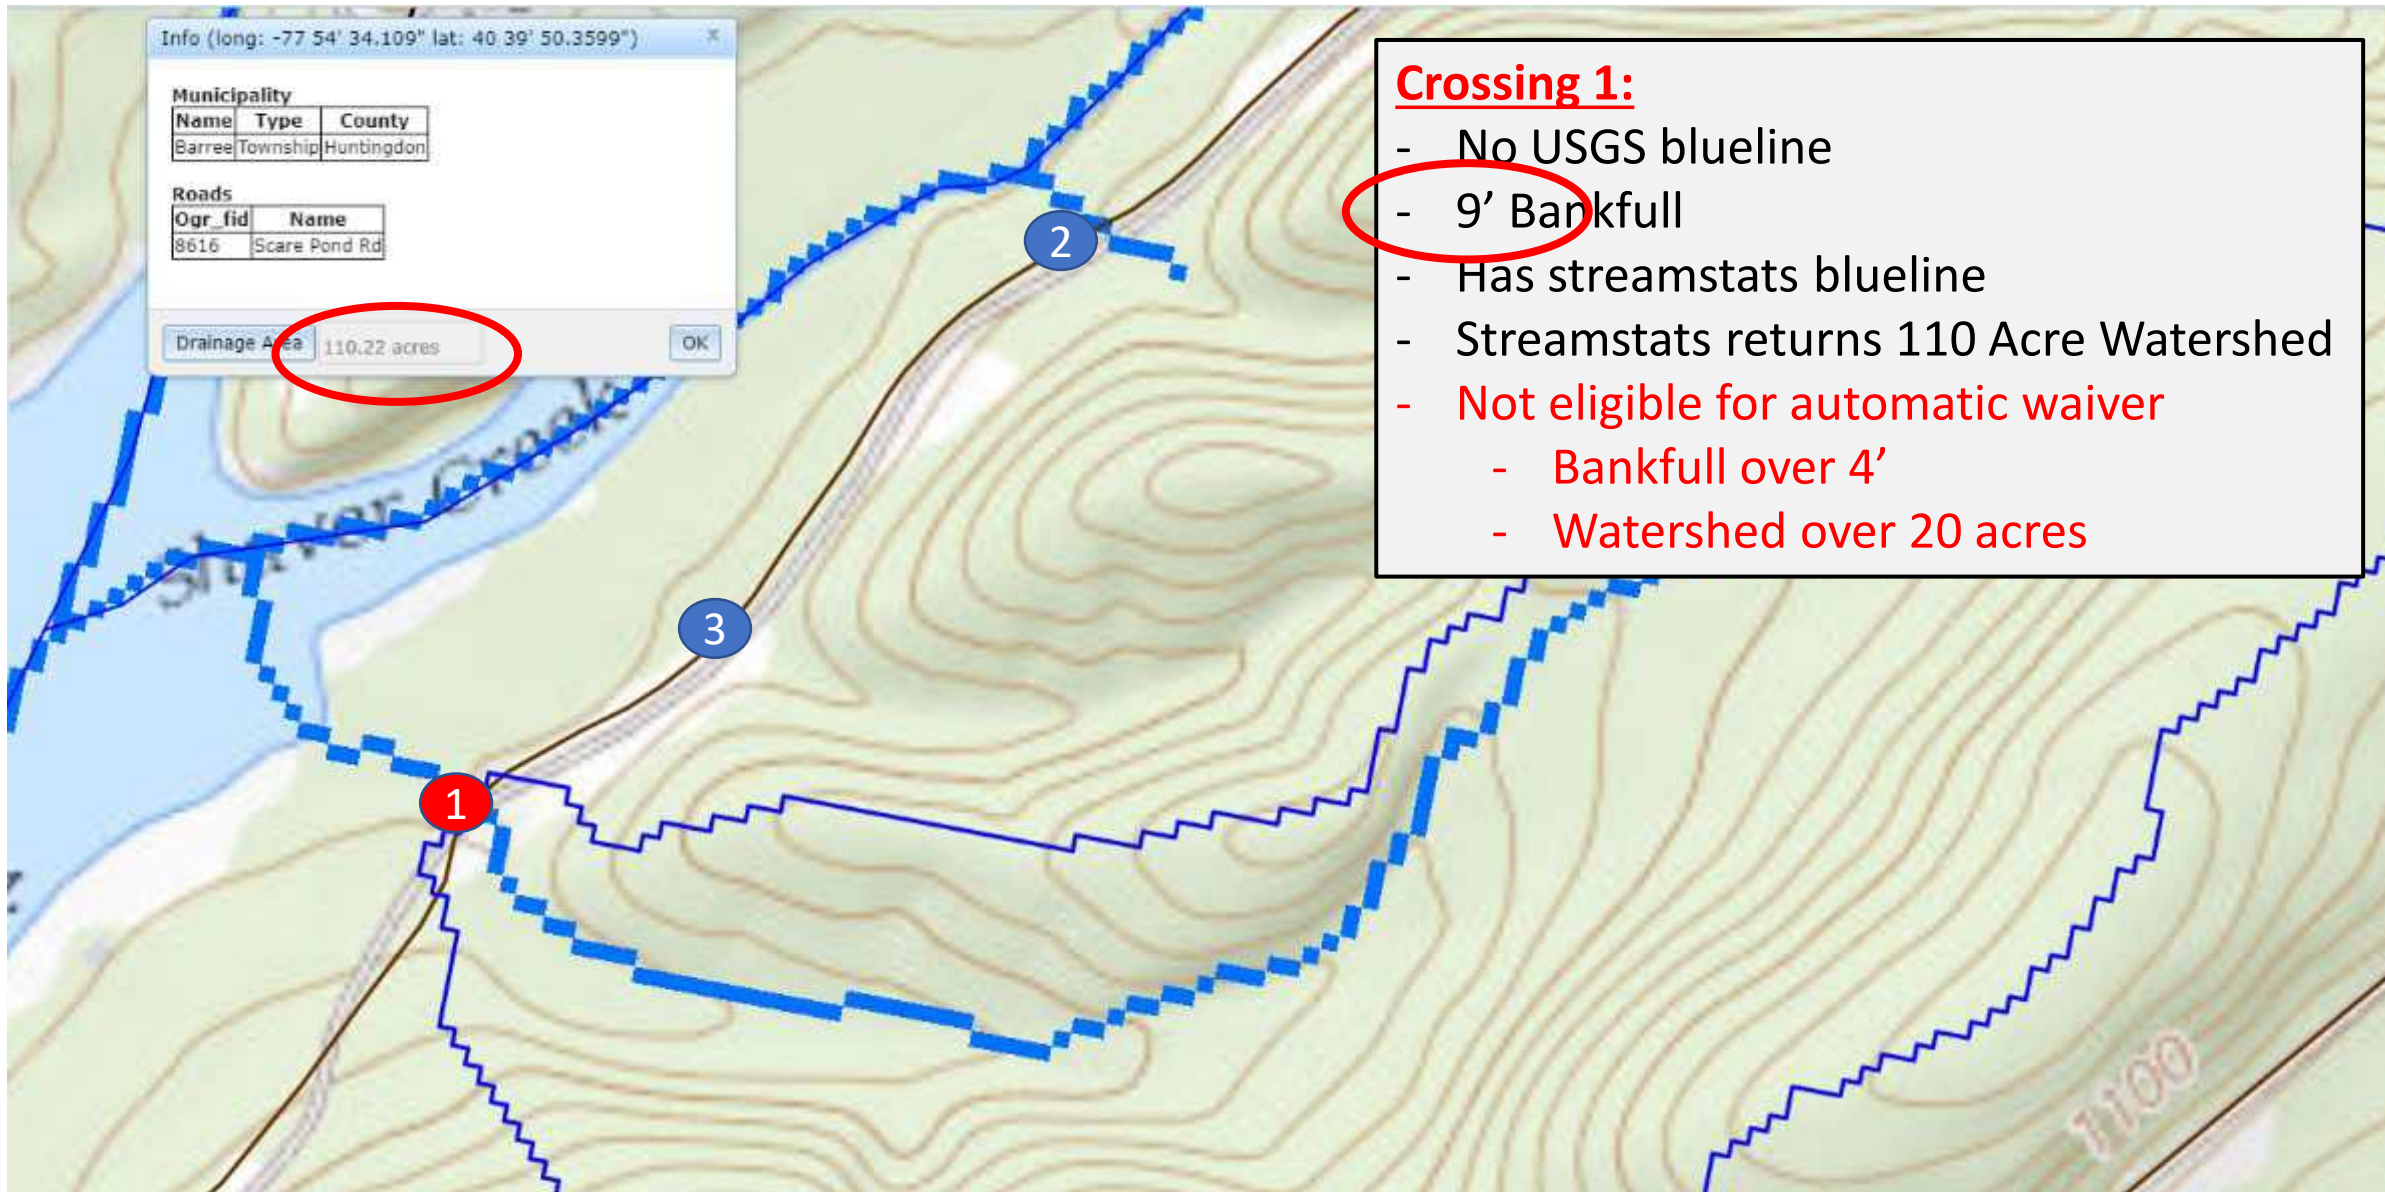 Info (long: -77 54' 34.109" lat: 40 39' 50.3599") ×
Municipality
Name Type County
Barree Township Huntingdon
Roads
Ogr_fid Name
8616 Scare Pond Rd
Drainage Area 110.22 acres OK
Crossing 1:
- No USGS blueline
- 9’ Bankfull
- Has streamstats blueline
- Streamstats returns 110 Acre Watershed
- Not eligible for automatic waiver
- Bankfull over 4’
- Watershed over 20 acres
2
Shaver Creek
3
1
1100